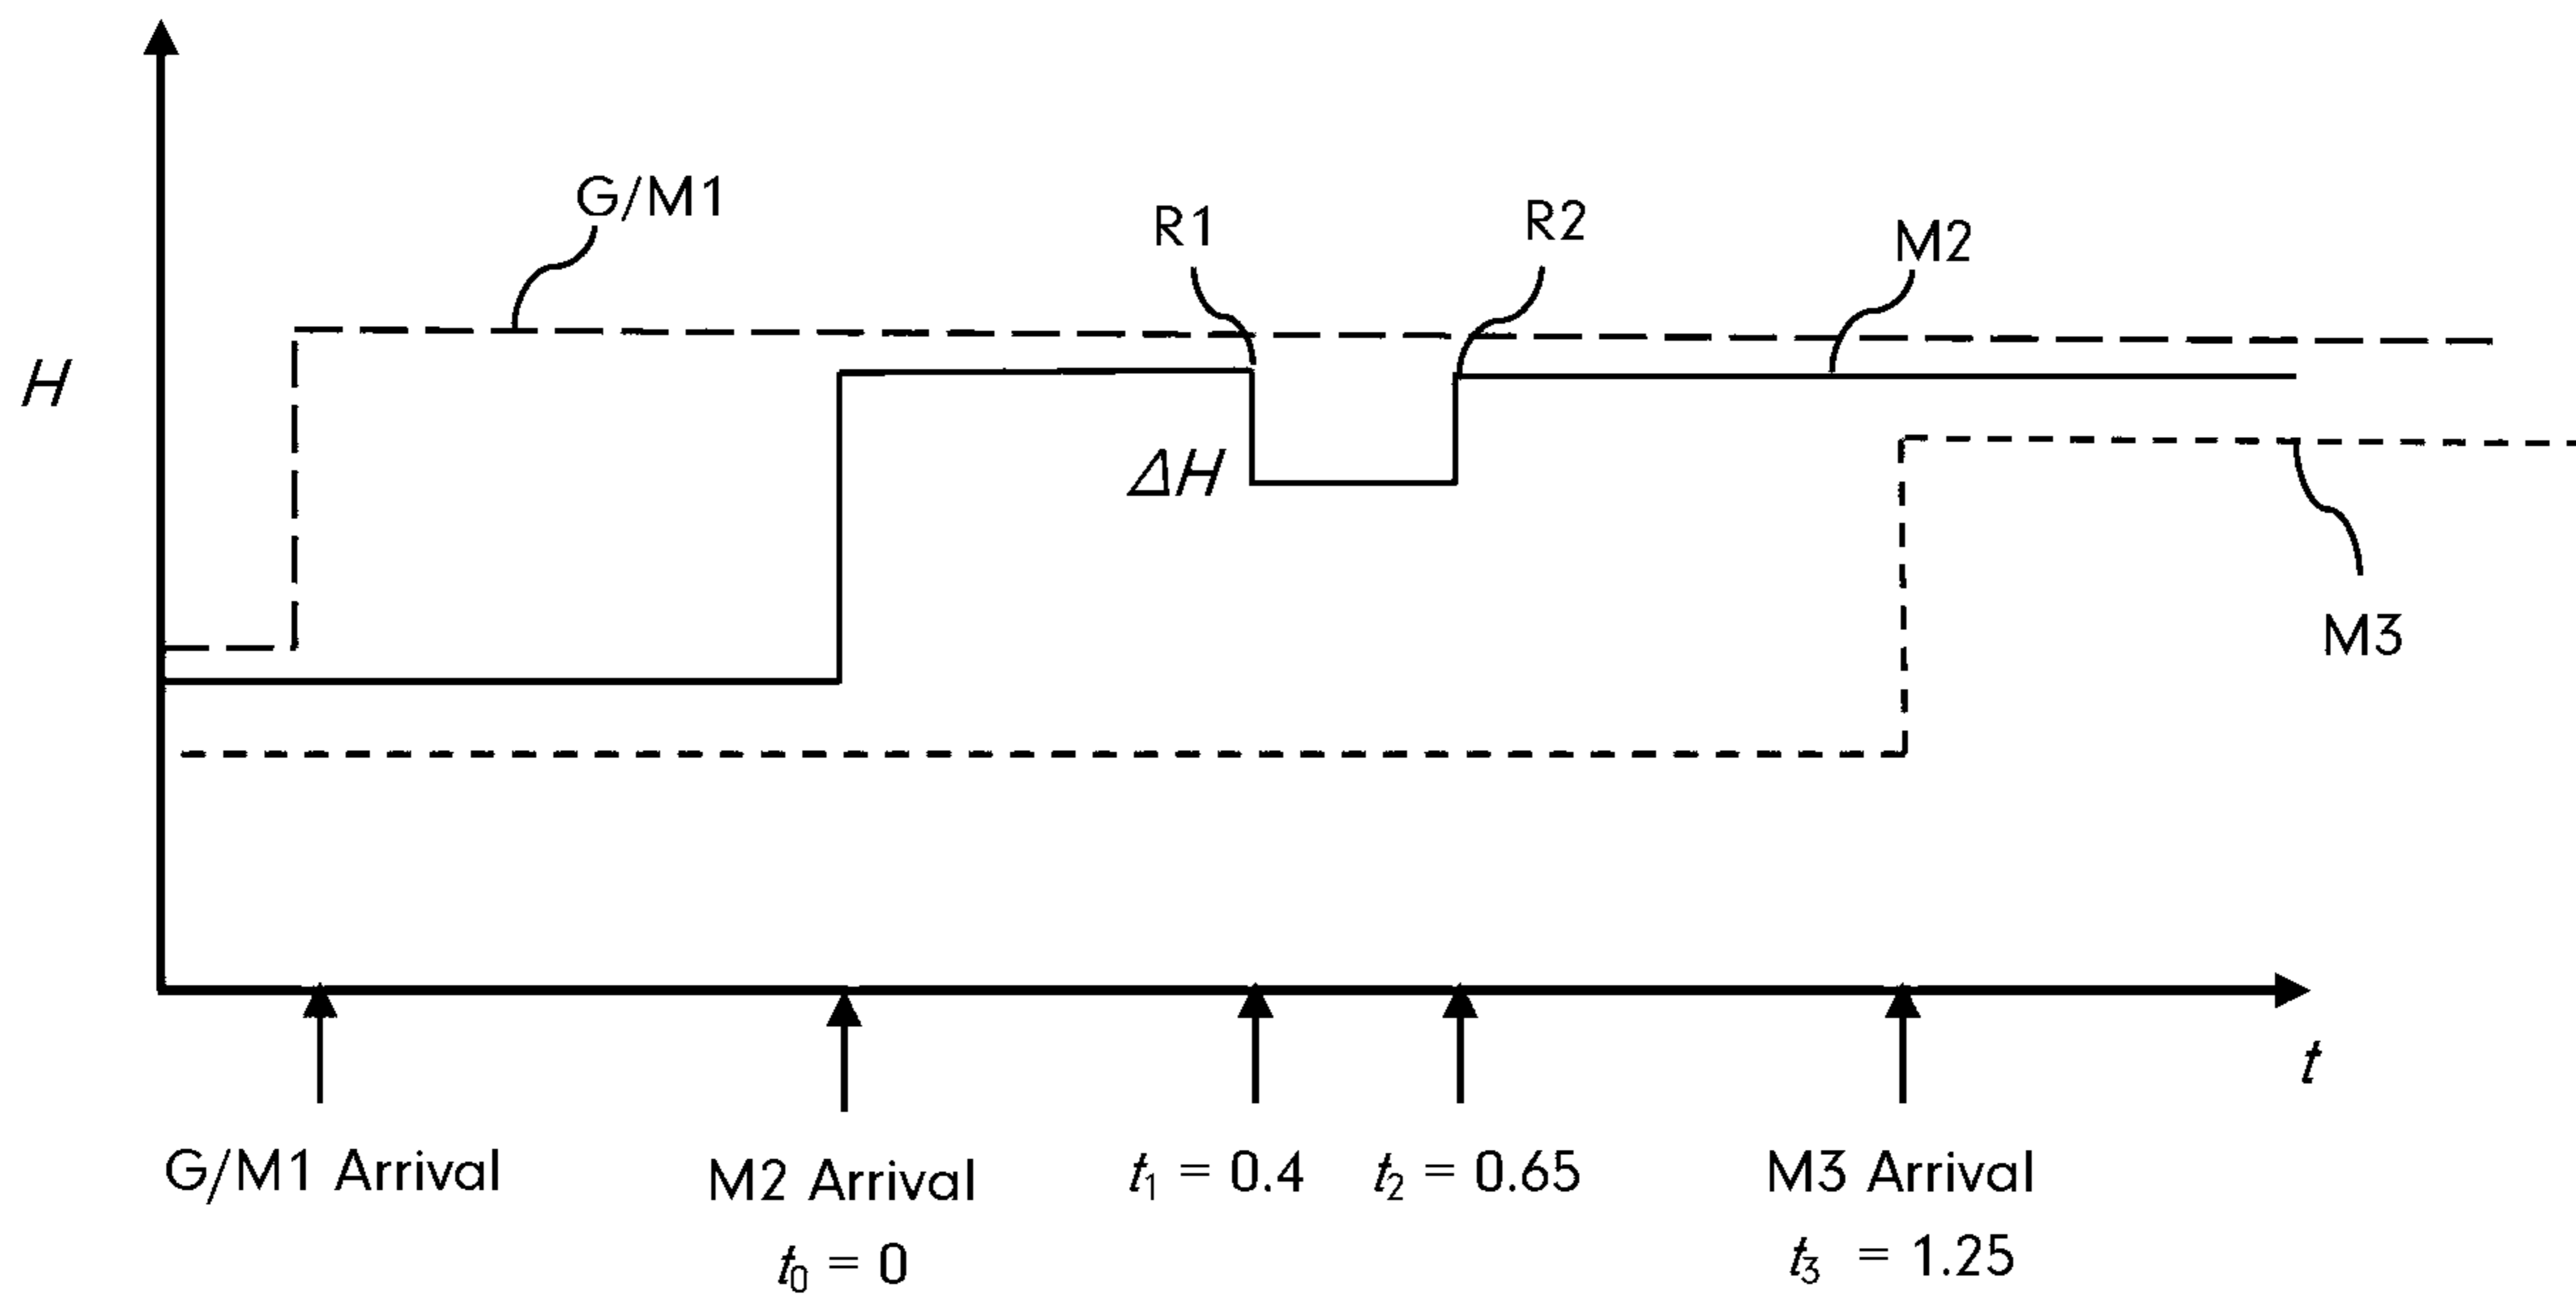 G/M1
R1
R2
M2
H
ΔH
M3
t
G/M1 Arrival
M2 Arrival
t₀ = 0
t₁ = 0.4
t₂ = 0.65
M3 Arrival
t₃ = 1.25